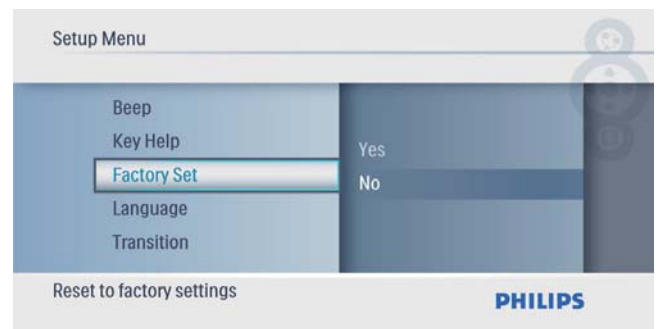 Setup Menu
Beep
Key Help
Factory Set
Language
Transition
Yes
No
Reset to factory settings
PHILIPS